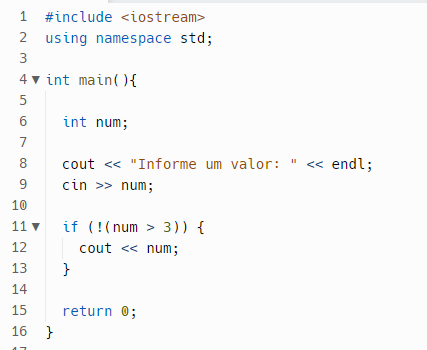 1 #include <iostream>
2 using namespace std;
3
4 int main(){
5
6 int num;
7
8 cout << "Informe um valor: " << endl;
9 cin >> num;
10
11 if (!(num > 3)) {
12 cout << num;
13 }
14
15 return 0;
16 }